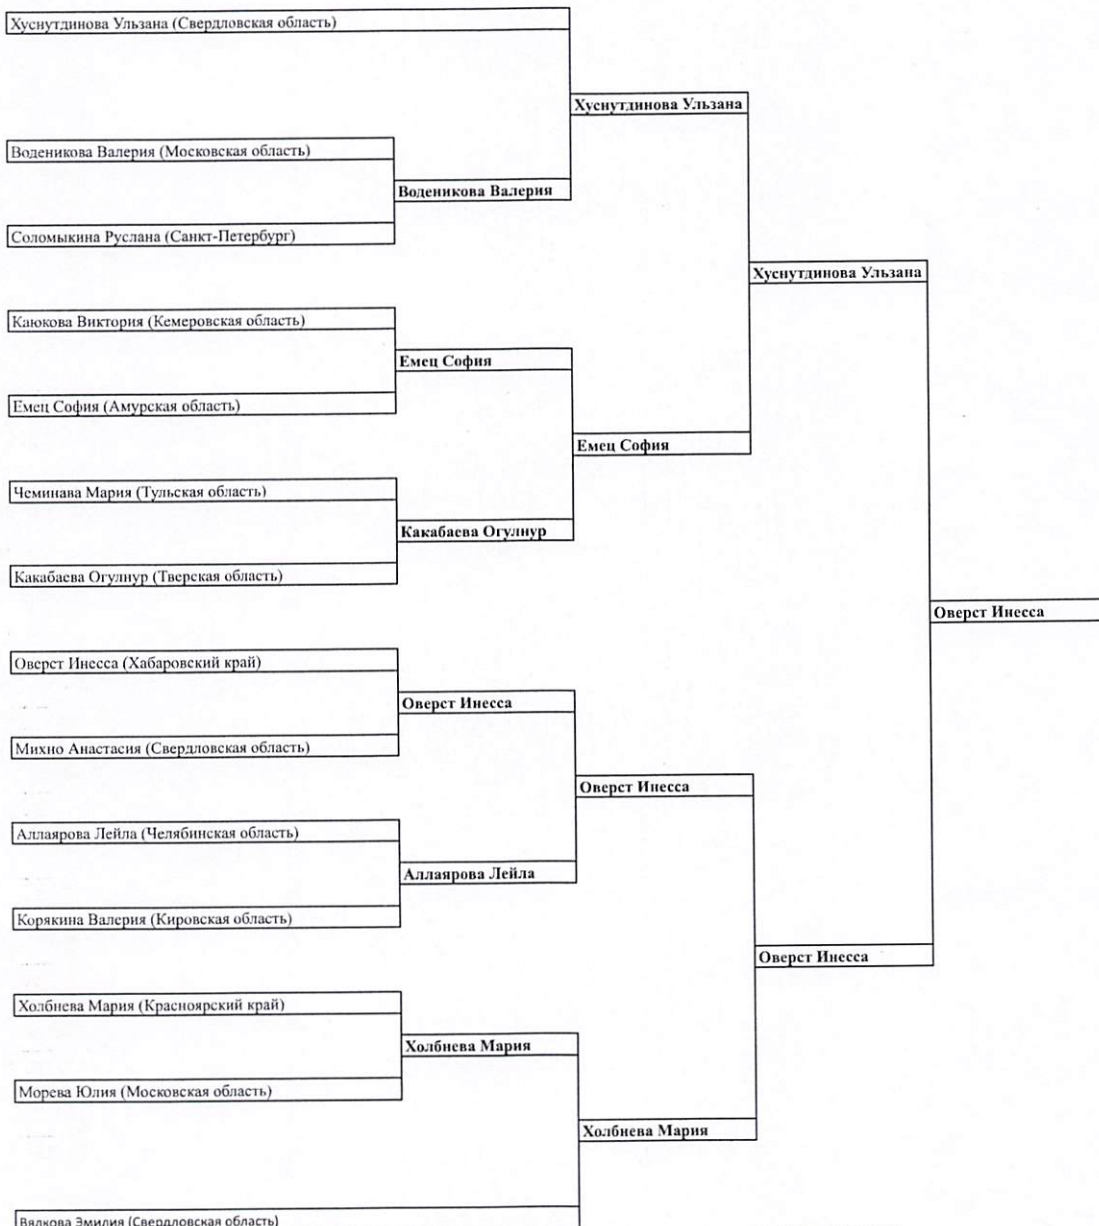 Хуснутдинова Ульзана (Свердловская область)
Хуснутдинова Ульзана
Воденикова Валерия (Московская область)
Воденикова Валерия
Соломыкина Руслана (Санкт-Петербург)
Хуснутдинова Ульзана
Каюкова Виктория (Кемеровская область)
Емец София
Емец София (Амурская область)
Емец София
Чеминава Мария (Тульская область)
Какабаева Огулнур
Какабаева Огулнур (Тверская область)
Оверст Инесса
Оверст Инесса (Хабаровский край)
Оверст Инесса
Михно Анастасия (Свердловская область)
Оверст Инесса
Аллаярова Лейла (Челябинская область)
Аллаярова Лейла
Корякина Валерия (Кировская область)
Оверст Инесса
Холбнева Мария (Красноярский край)
Холбнева Мария
Морева Юлия (Московская область)
Холбнева Мария
Вялкова Эмилия (Свердловская область)